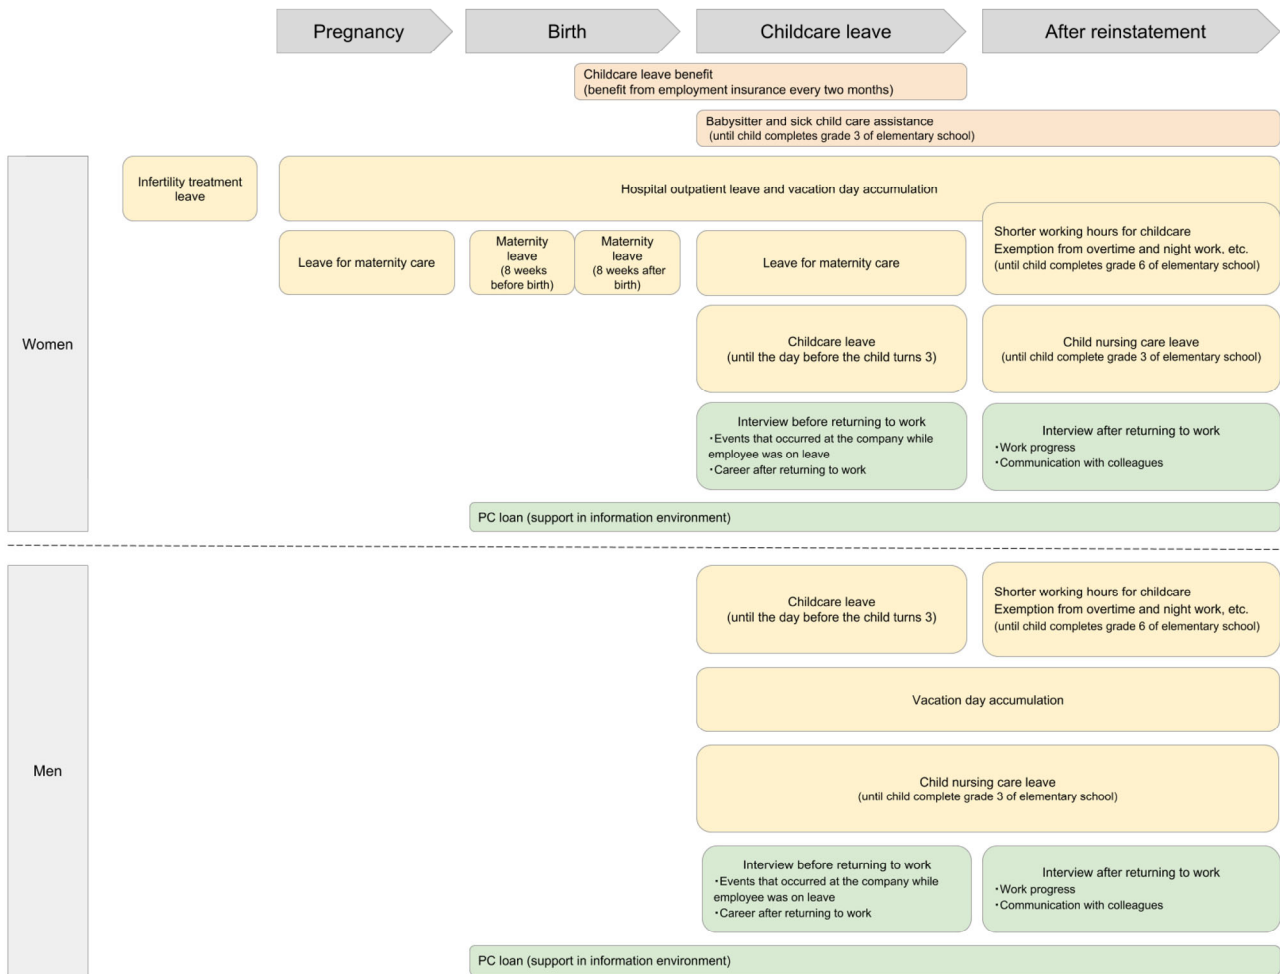 Pregnancy
Birth
Childcare leave
After reinstatement
Childcare leave benefit
(benefit from employment insurance every two months)
Babysitter and sick child care assistance
(until child completes grade 3 of elementary school)
Women
Infertility treatment
leave
Hospital outpatient leave and vacation day accumulation
Leave for maternity care
Maternity
leave
(8 weeks
before birth)
Maternity
leave
(8 weeks after
birth)
Leave for maternity care
Shorter working hours for childcare
Exemption from overtime and night work, etc.
(until child completes grade 6 of elementary school)
Childcare leave
(until the day before the child turns 3)
Child nursing care leave
(until child complete grade 3 of elementary school)
Interview before returning to work
・Events that occurred at the company while
employee was on leave
・Career after returning to work
Interview after returning to work
・Work progress
・Communication with colleagues
PC loan (support in information environment)
Men
Childcare leave
(until the day before the child turns 3)
Shorter working hours for childcare
Exemption from overtime and night work, etc.
(until child completes grade 6 of elementary school)
Vacation day accumulation
Child nursing care leave
(until child complete grade 3 of elementary school)
Interview before returning to work
・Events that occurred at the company while
employee was on leave
・Career after returning to work
Interview after returning to work
・Work progress
・Communication with colleagues
PC loan (support in information environment)